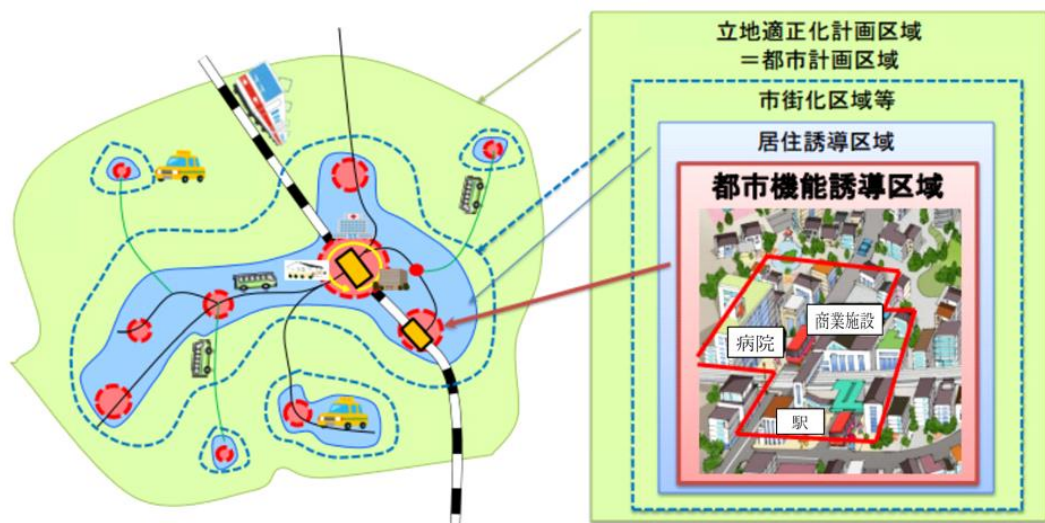 立地適正化計画区域
＝都市計画区域
市街化区域等
居住誘導区域
都市機能誘導区域
商業施設
病院
駅